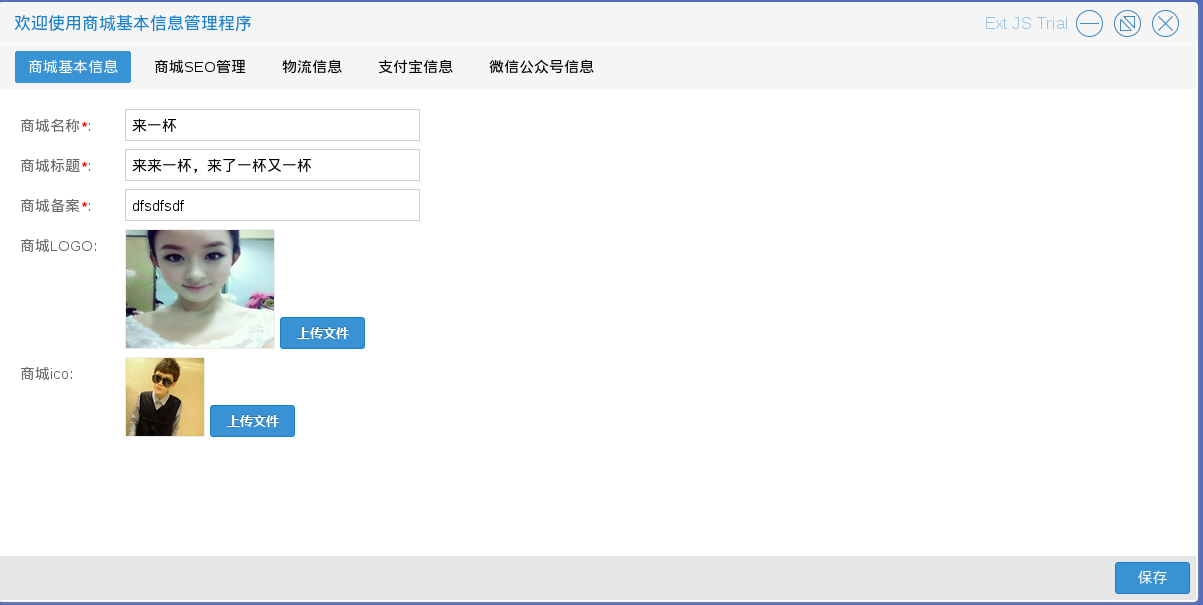 欢迎使用商城基本信息管理程序
Ext JS Trial
商城基本信息 商城SEO管理 物流信息 支付宝信息 微信公众号信息
商城名称*: 来一杯
商城标题*: 来来一杯，来了一杯又一杯
商城备案*: dfsdfsdf
商城LOGO:
上传文件
商城ico:
上传文件
保存